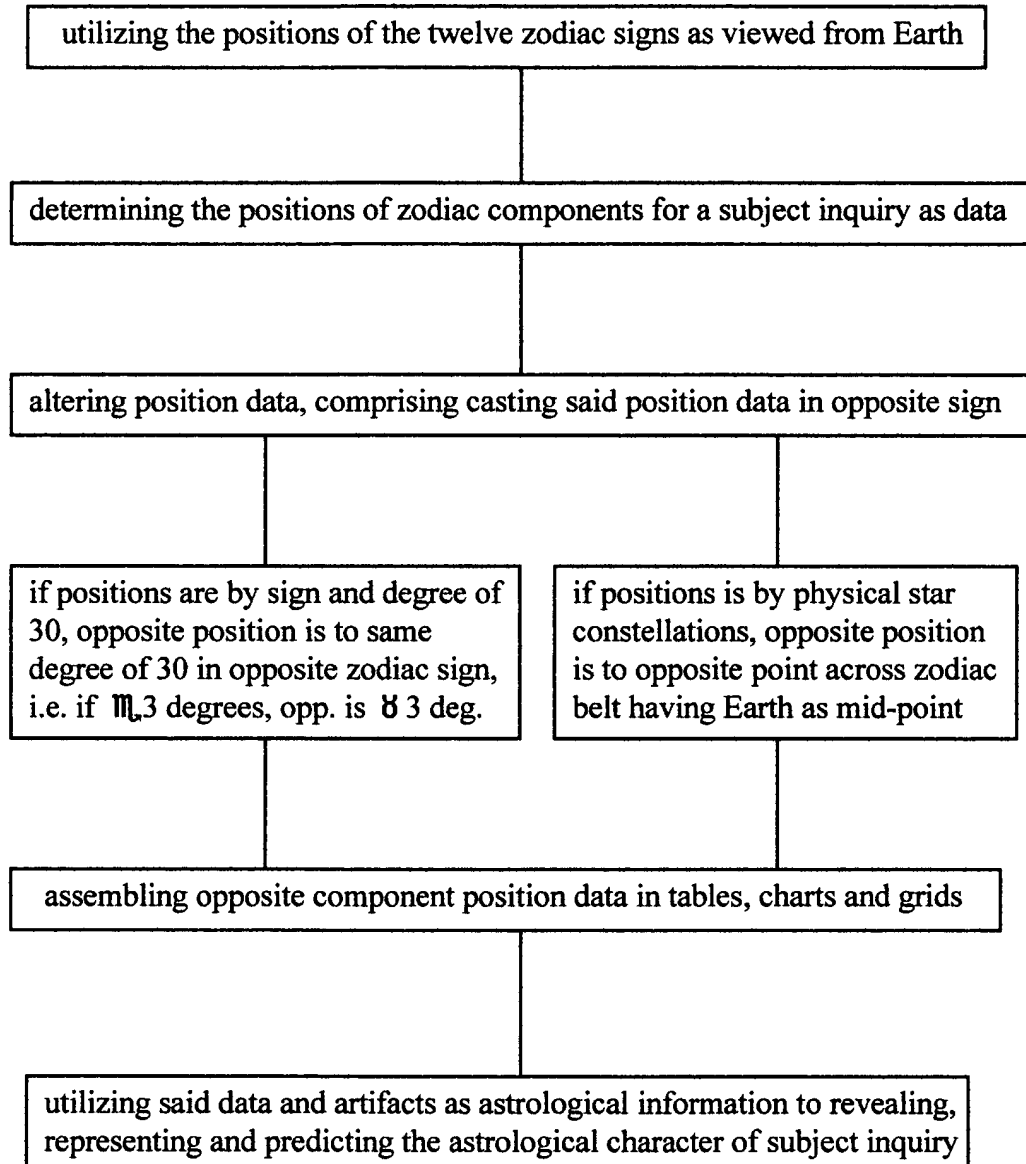 utilizing the positions of the twelve zodiac signs as viewed from Earth
determining the positions of zodiac components for a subject inquiry as data
altering position data, comprising casting said position data in opposite sign
if positions are by sign and degree of
30, opposite position is to same
degree of 30 in opposite zodiac sign,
i.e. if ♏ 3 degrees, opp. is ♉ 3 deg.
if positions is by physical star
constellations, opposite position
is to opposite point across zodiac
belt having Earth as mid-point
assembling opposite component position data in tables, charts and grids
utilizing said data and artifacts as astrological information to revealing,
representing and predicting the astrological character of subject inquiry